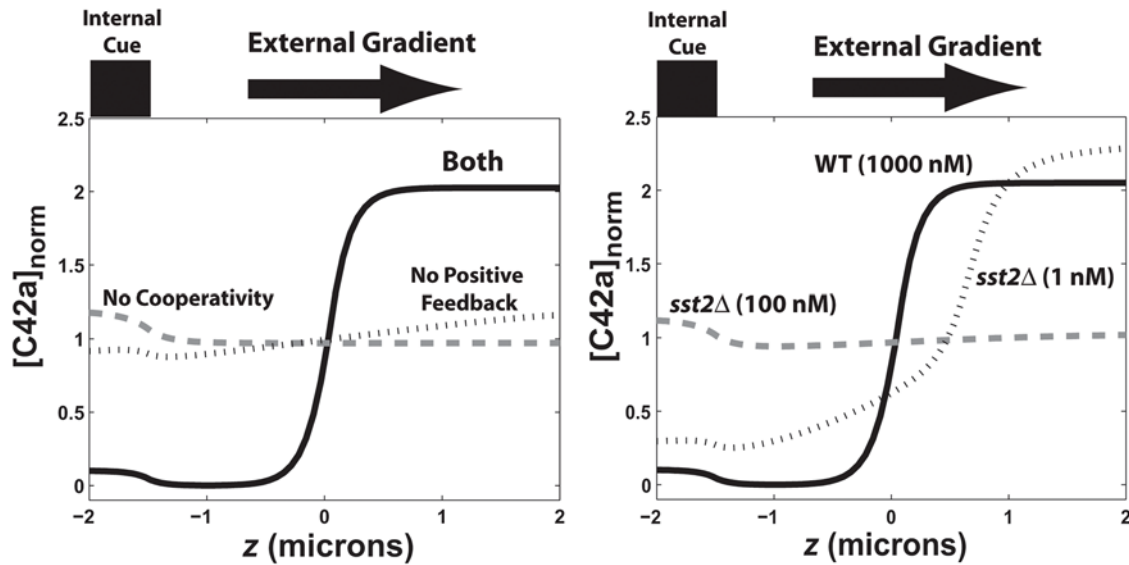 Internal
Cue
External Gradient
2.5
2
1.5
1
0.5
0
[C42a]norm
Both
No Cooperativity
No Positive
Feedback
−2
−1
0
1
2
z (microns)
Internal
Cue
External Gradient
2.5
2
1.5
1
0.5
0
[C42a]norm
WT (1000 nM)
sst2Δ (100 nM)
sst2Δ (1 nM)
−2
−1
0
1
2
z (microns)